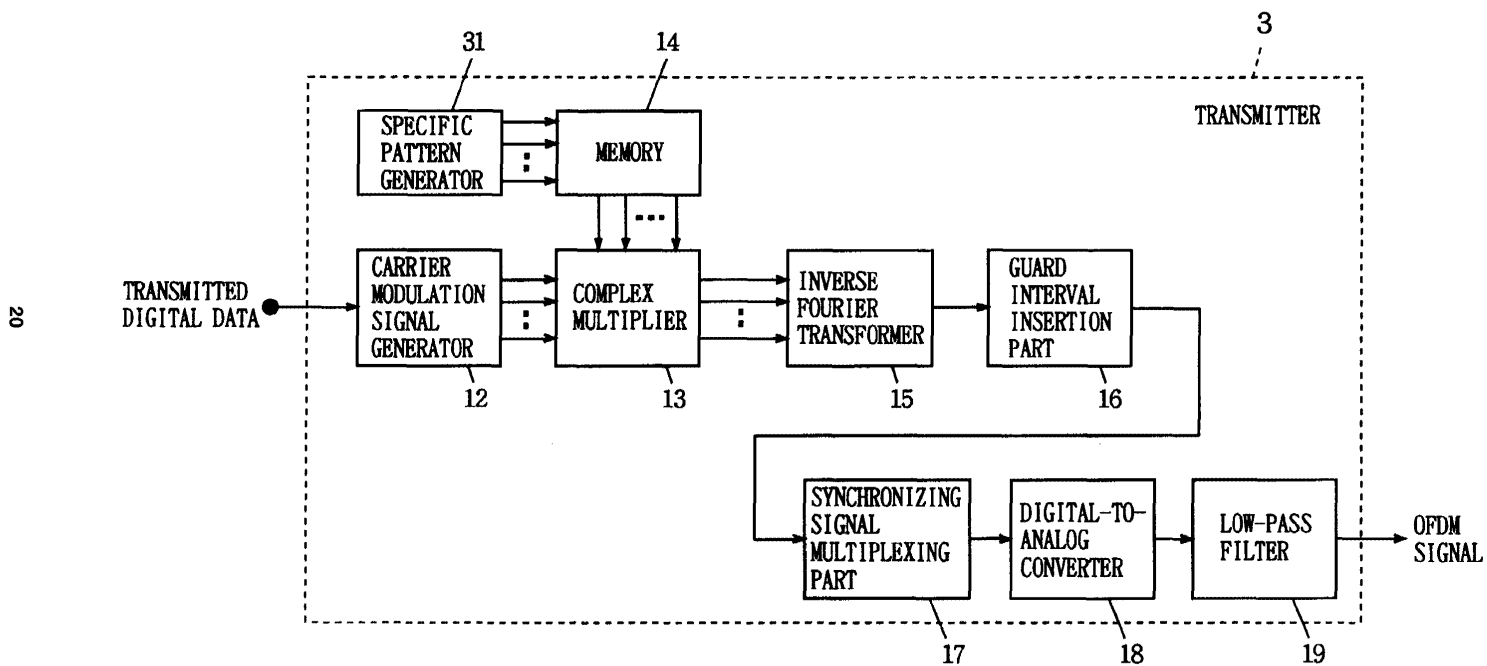 3
31
14
TRANSMITTER
SPECIFIC
PATTERN
GENERATOR
MEMORY
TRANSMITTED
DIGITAL DATA
CARRIER
MODULATION
SIGNAL
GENERATOR
COMPLEX
MULTIPLIER
INVERSE
FOURIER
TRANSFORMER
GUARD
INTERVAL
INSERTION
PART
12
13
15
16
20
SYNCHRONIZING
SIGNAL
MULTIPLEXING
PART
DIGITAL-TO-
ANALOG
CONVERTER
LOW-PASS
FILTER
OFDM
SIGNAL
17
18
19